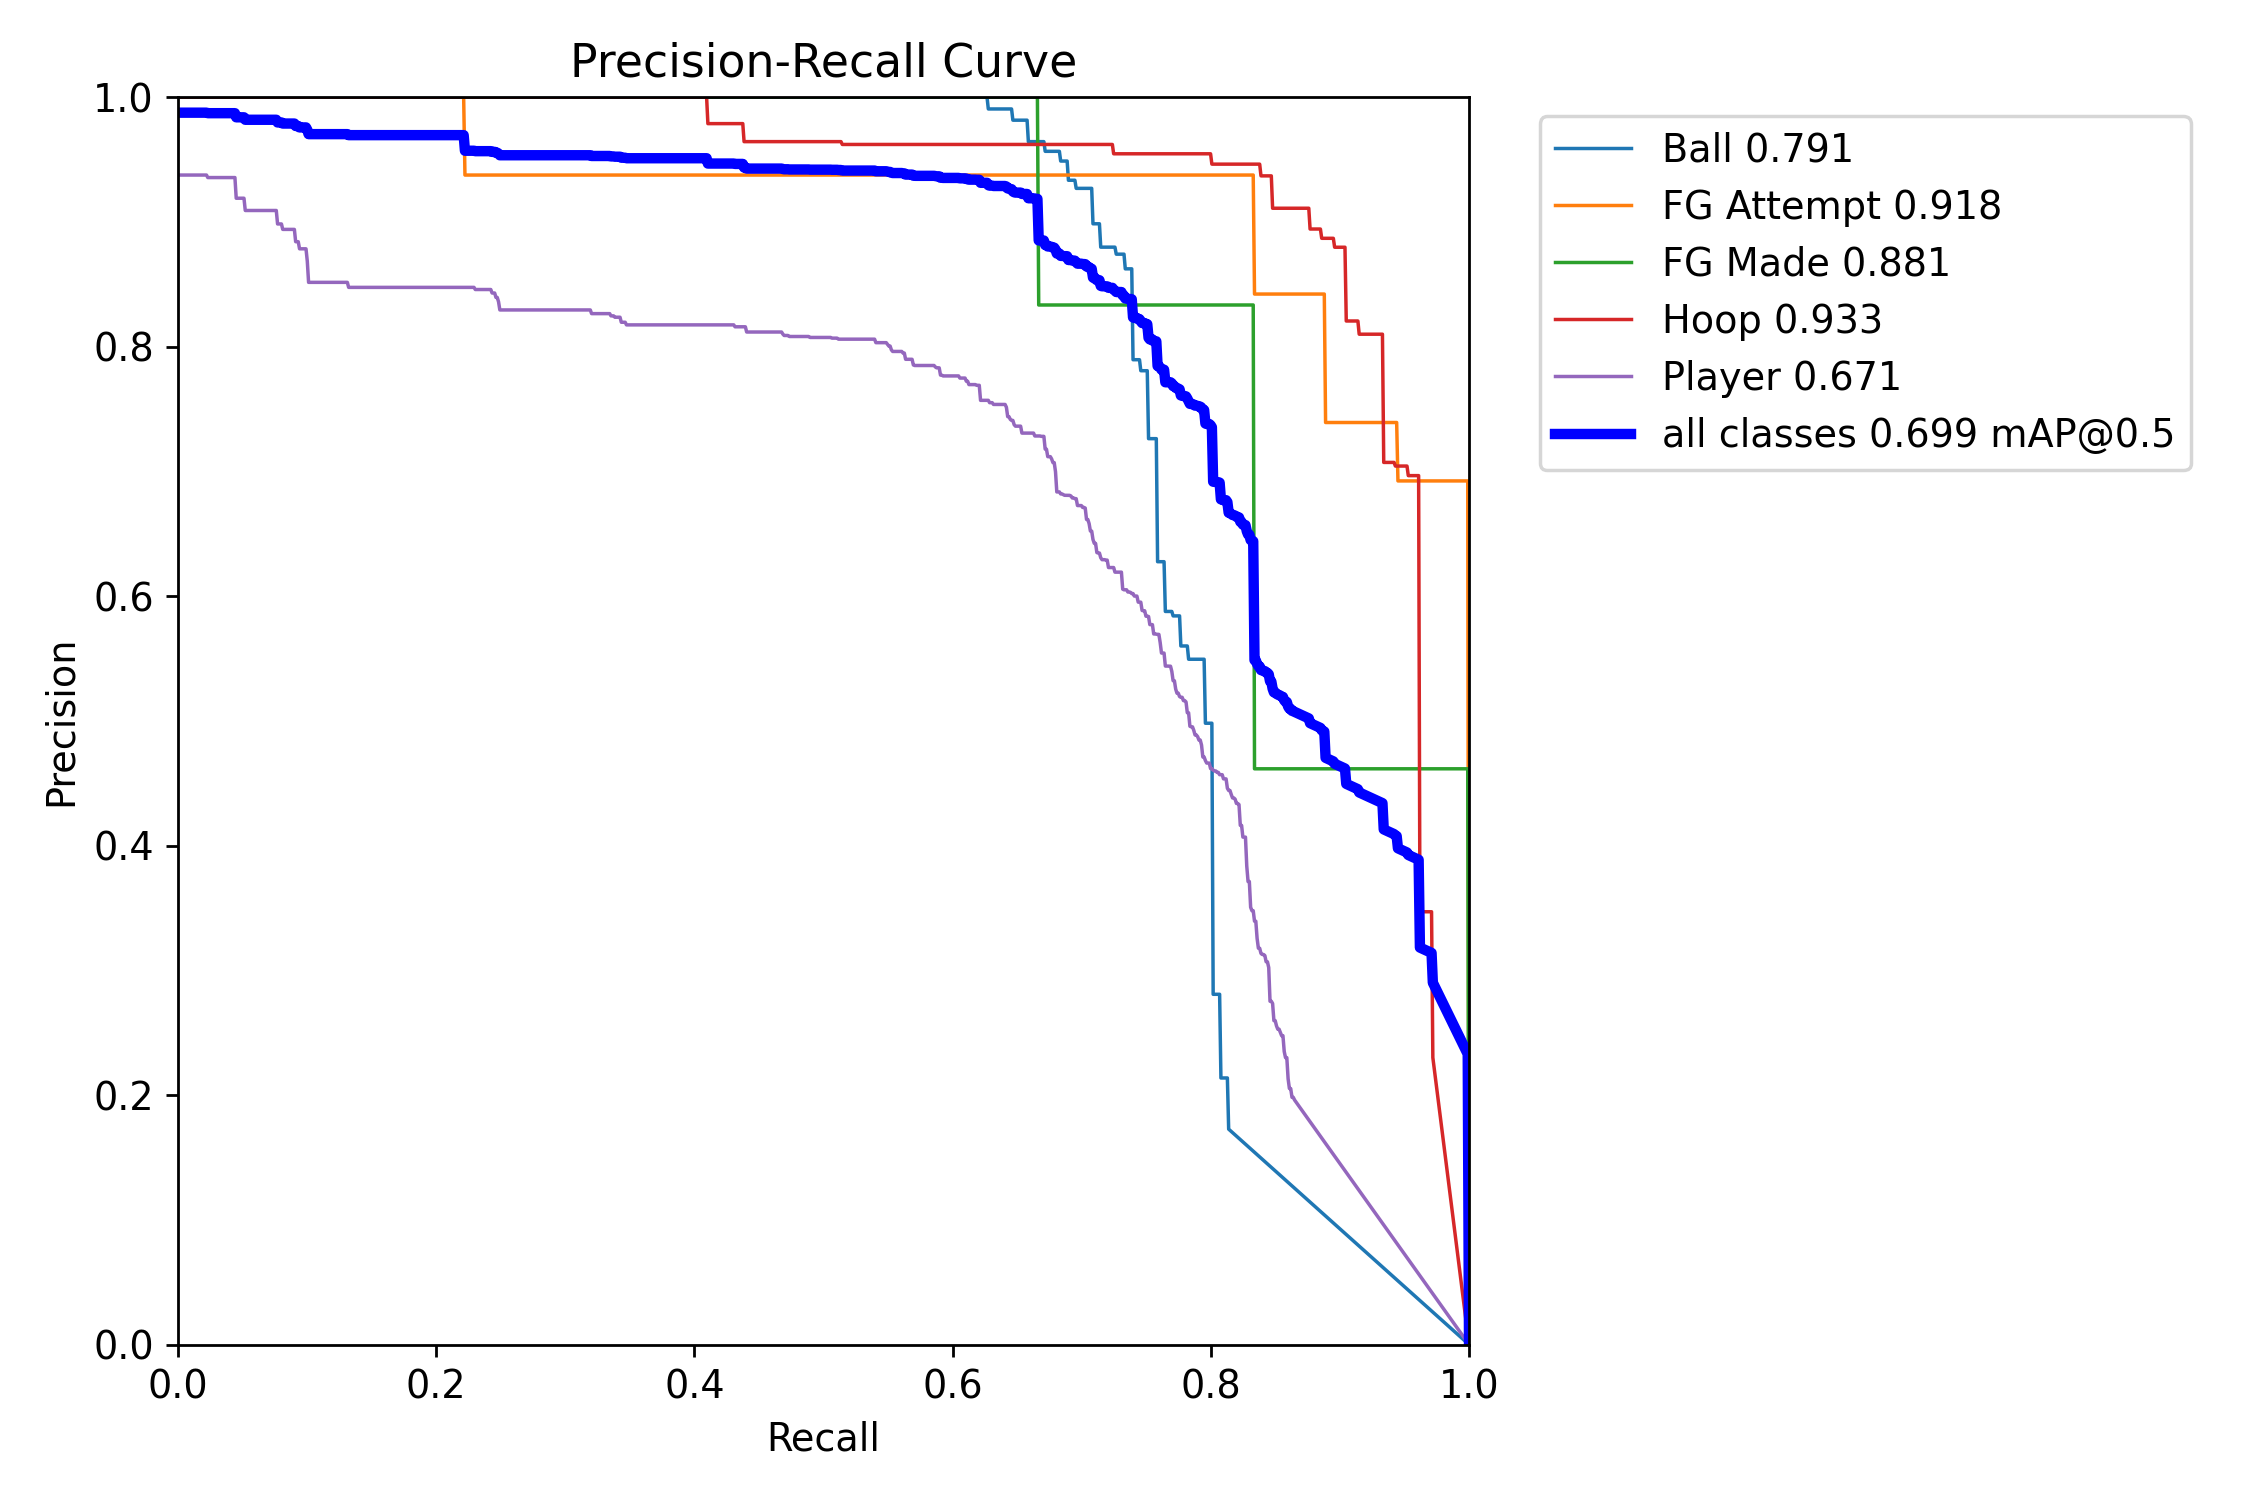 Precision-Recall Curve
1.0
0.8
0.6
0.4
0.2
0.0
Precision
0.0 0.2 0.4 0.6 0.8 1.0
Recall
Ball 0.791
FG Attempt 0.918
FG Made 0.881
Hoop 0.933
Player 0.671
all classes 0.699 mAP@0.5